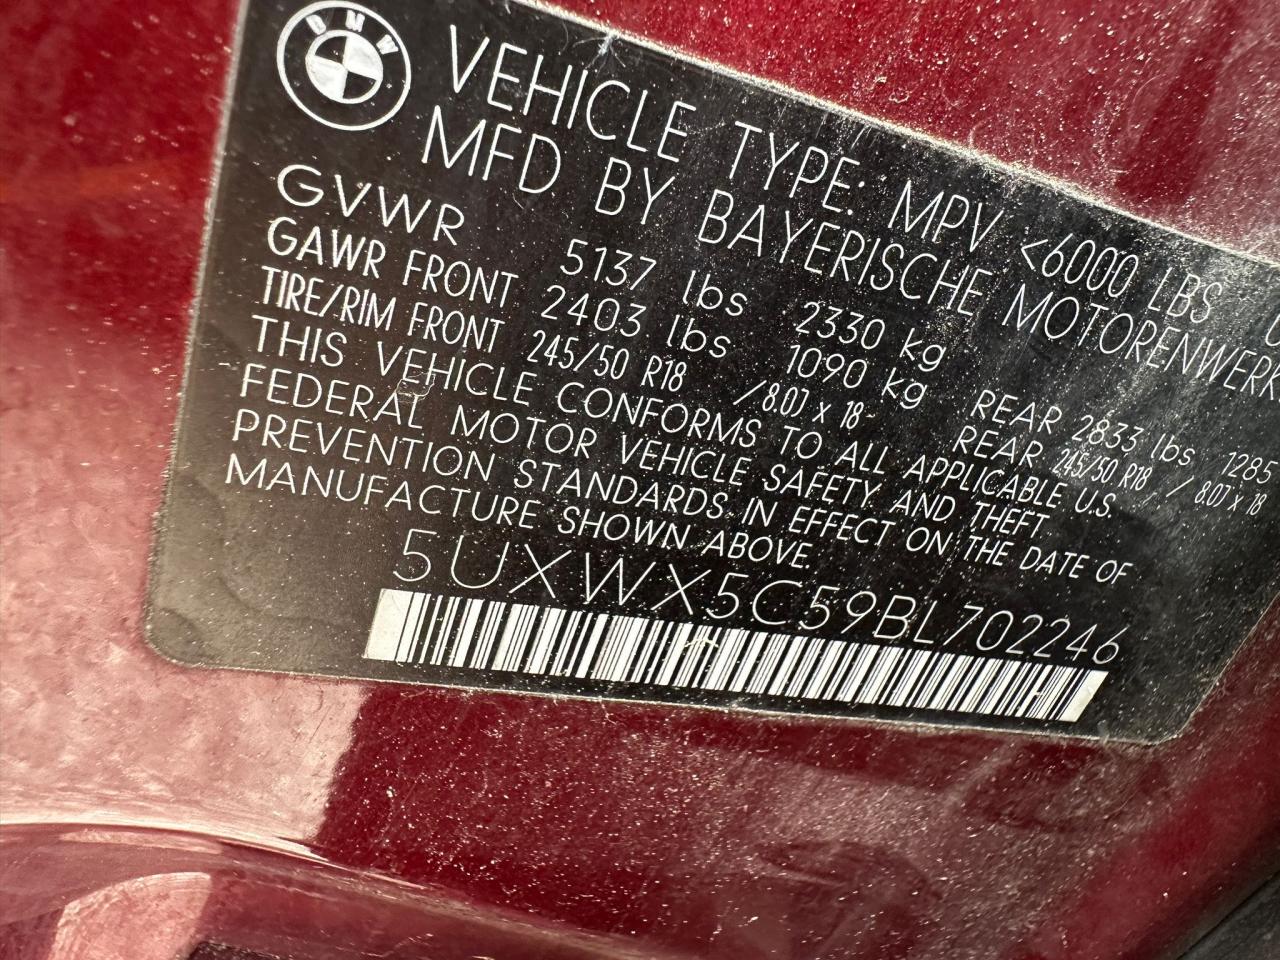 BMW
VEHICLE TYPE: MPV <6000 LBS
MFD BY BAYERISCHE MOTORENWERK
GVWR 5137 lbs 2330 kg
GAWR FRONT 2403 lbs 1090 kg REAR 2833 lbs 1285
TIRE/RIM FRONT 245/50 R18 /8.0J x 18- REAR 245/50 R18 / 8.0J x 18
THIS VEHICLE CONFORMS TO ALL APPLICABLE U.S.
FEDERAL MOTOR VEHICLE SAFETY AND THEFT
PREVENTION STANDARDS IN EFFECT ON THE DATE OF
MANUFACTURE SHOWN ABOVE.
5UXWX5C59BL702246